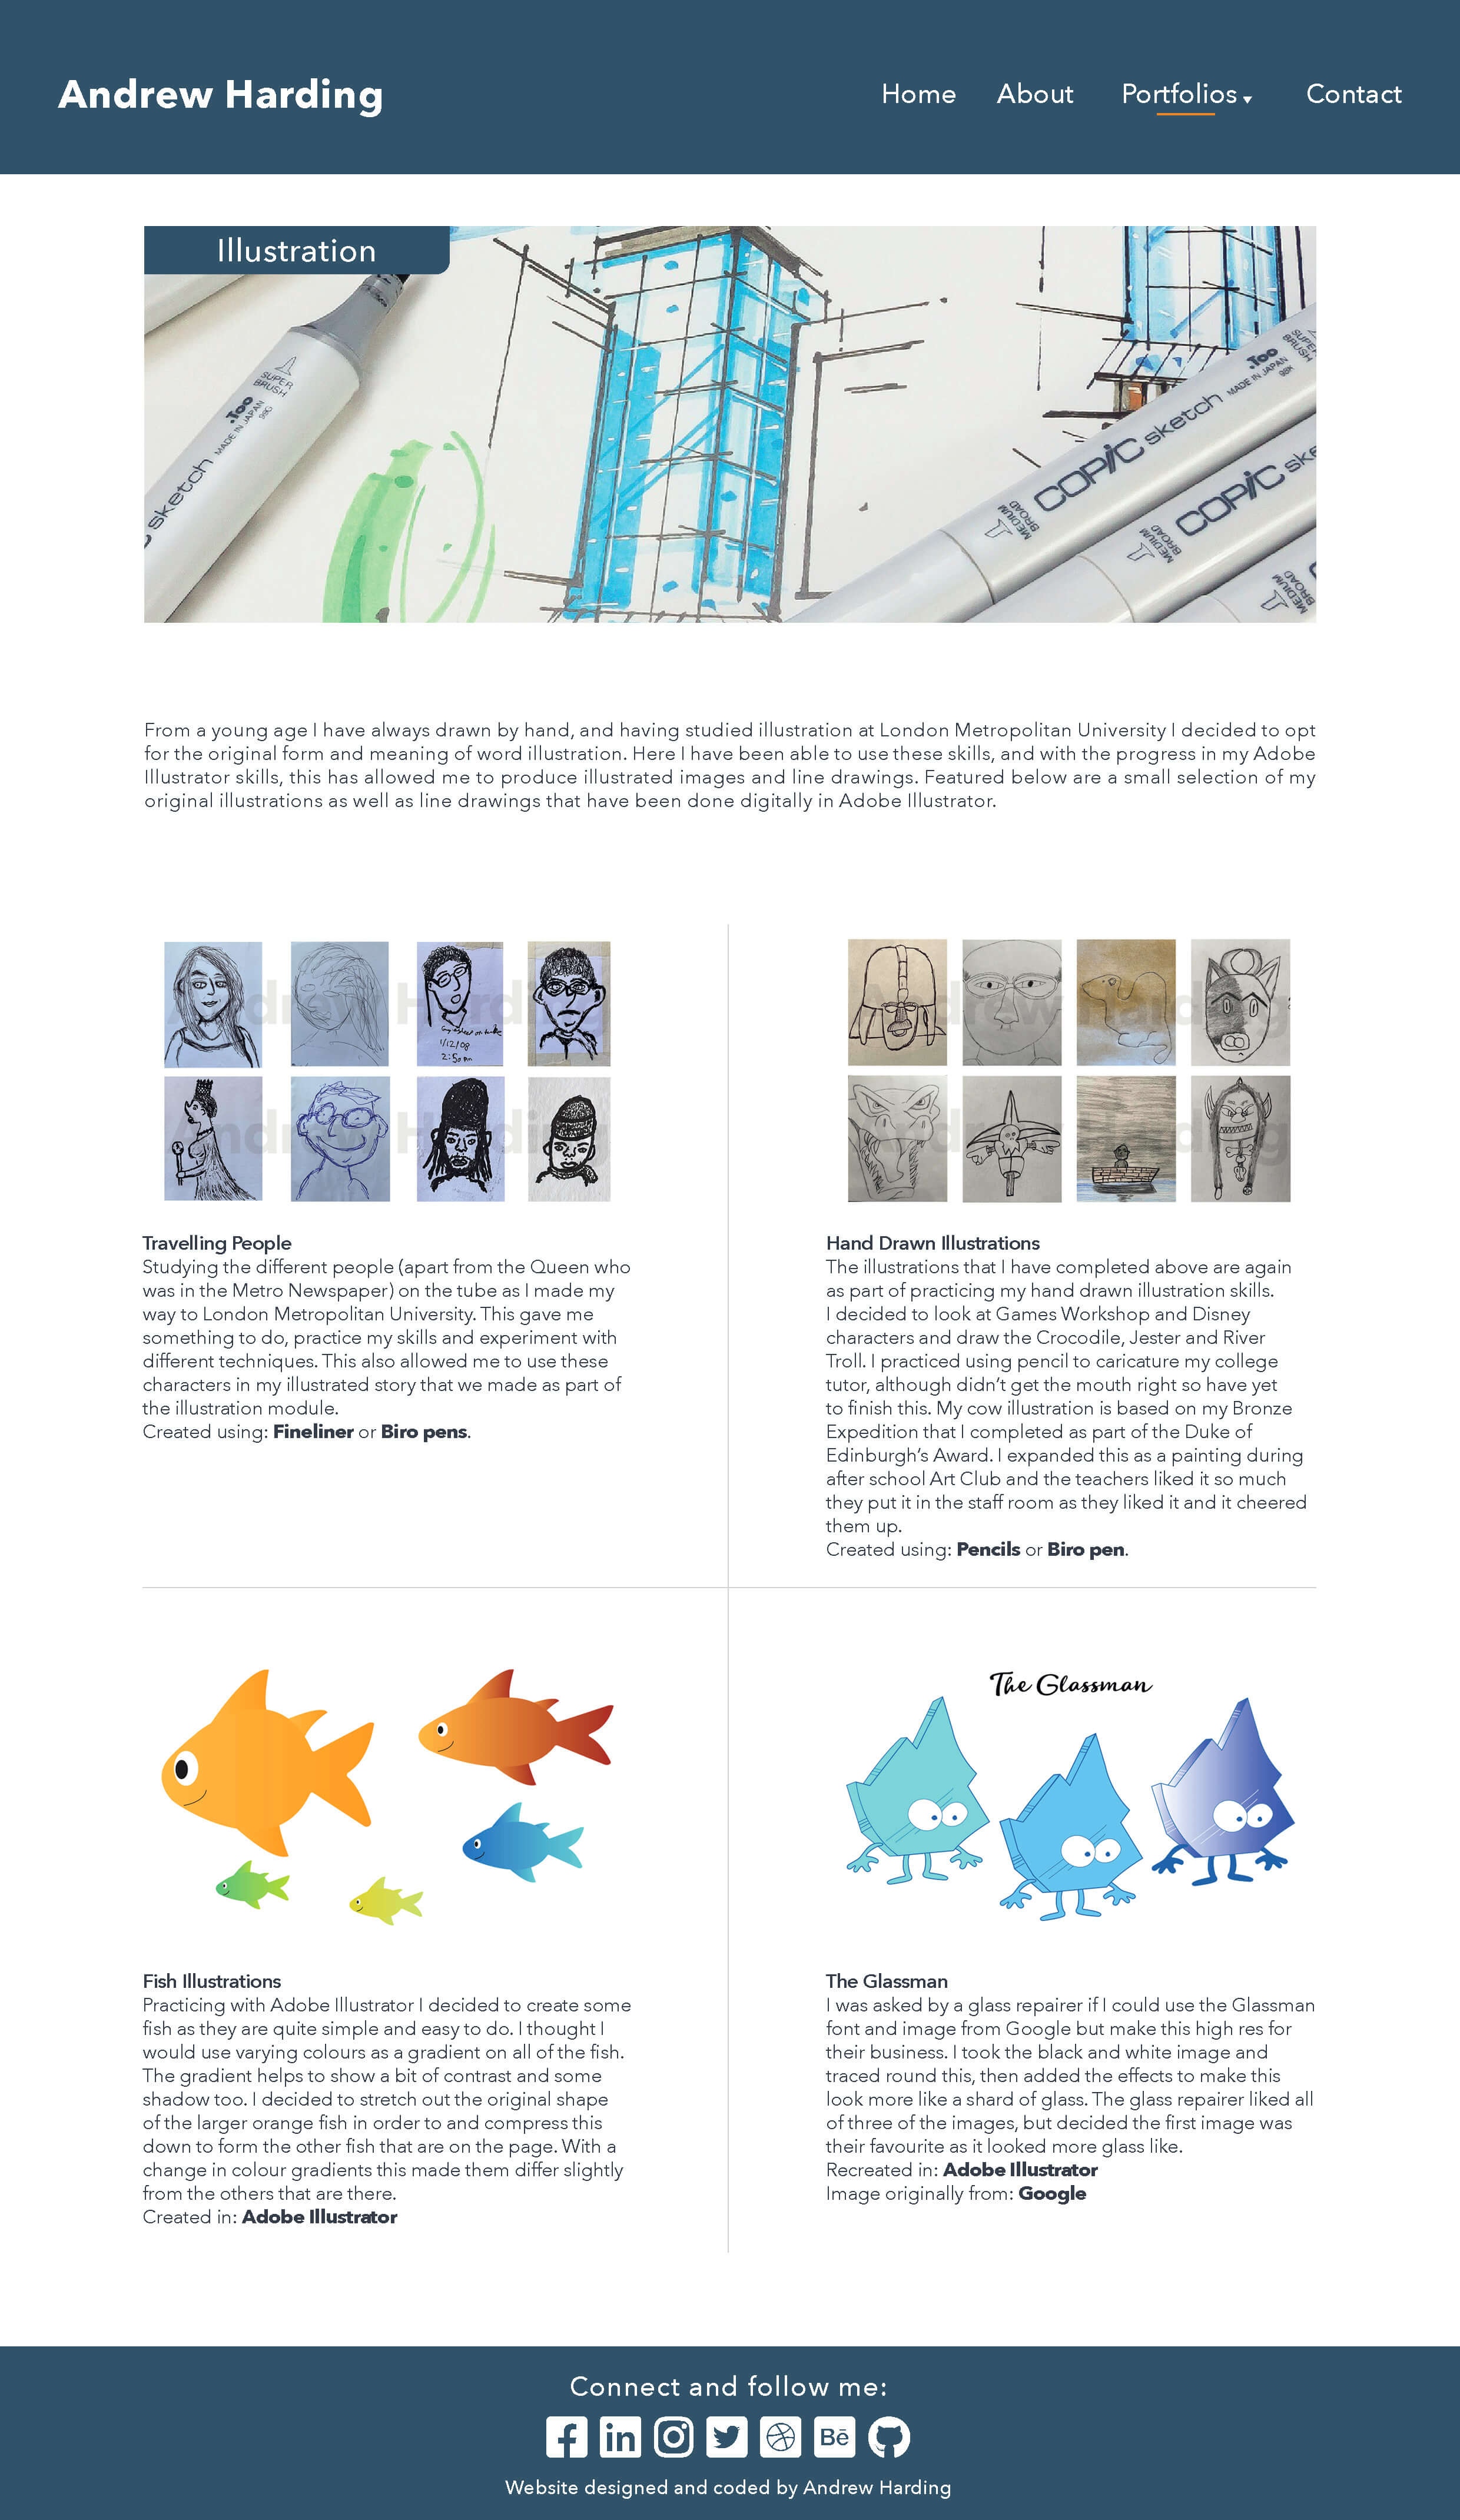 Andrew Harding
Home
About
Portfolios
Contact
Illustration
SUPER
BRUSH
.Too
MADE IN JAPAN
sketch
COPIC sketch
MADE IN JAPAN
.Too
SUPER
BRUSH
MEDIUM
BROAD
COPIC ske
MEDIUM
BROAD
MEDIUM
BROAD
From a young age I have always drawn by hand, and having studied illustration at London Metropolitan University I decided to opt
for the original form and meaning of word illustration. Here I have been able to use these skills, and with the progress in my Adobe
Illustrator skills, this has allowed me to produce illustrated images and line drawings. Featured below are a small selection of my
original illustrations as well as line drawings that have been done digitally in Adobe Illustrator.
1/12/08
2:50pm
Travelling People
Studying the different people (apart from the Queen who
was in the Metro Newspaper) on the tube as I made my
way to London Metropolitan University. This gave me
something to do, practice my skills and experiment with
different techniques. This also allowed me to use these
characters in my illustrated story that we made as part of
the illustration module.
Created using: Fineliner or Biro pens.
Hand Drawn Illustrations
The illustrations that I have completed above are again
as part of practicing my hand drawn illustration skills.
I decided to look at Games Workshop and Disney
characters and draw the Crocodile, Jester and River
Troll. I practiced using pencil to caricature my college
tutor, although didn't get the mouth right so have yet
to finish this. My cow illustration is based on my Bronze
Expedition that I completed as part of the Duke of
Edinburgh's Award. I expanded this as a painting during
after school Art Club and the teachers liked it so much
they put it in the staff room as they liked it and it cheered
them up.
Created using: Pencils or Biro pen.
The Glassman
Fish Illustrations
Practicing with Adobe Illustrator I decided to create some
fish as they are quite simple and easy to do. I thought I
would use varying colours as a gradient on all of the fish.
The gradient helps to show a bit of contrast and some
shadow too. I decided to stretch out the original shape
of the larger orange fish in order to and compress this
down to form the other fish that are on the page. With a
change in colour gradients this made them differ slightly
from the others that are there.
Created in: Adobe Illustrator
The Glassman
I was asked by a glass repairer if I could use the Glassman
font and image from Google but make this high res for
their business. I took the black and white image and
traced round this, then added the effects to make this
look more like a shard of glass. The glass repairer liked all
of three of the images, but decided the first image was
their favourite as it looked more glass like.
Recreated in: Adobe Illustrator
Image originally from: Google
Connect and follow me:
in
Bē
Website designed and coded by Andrew Harding